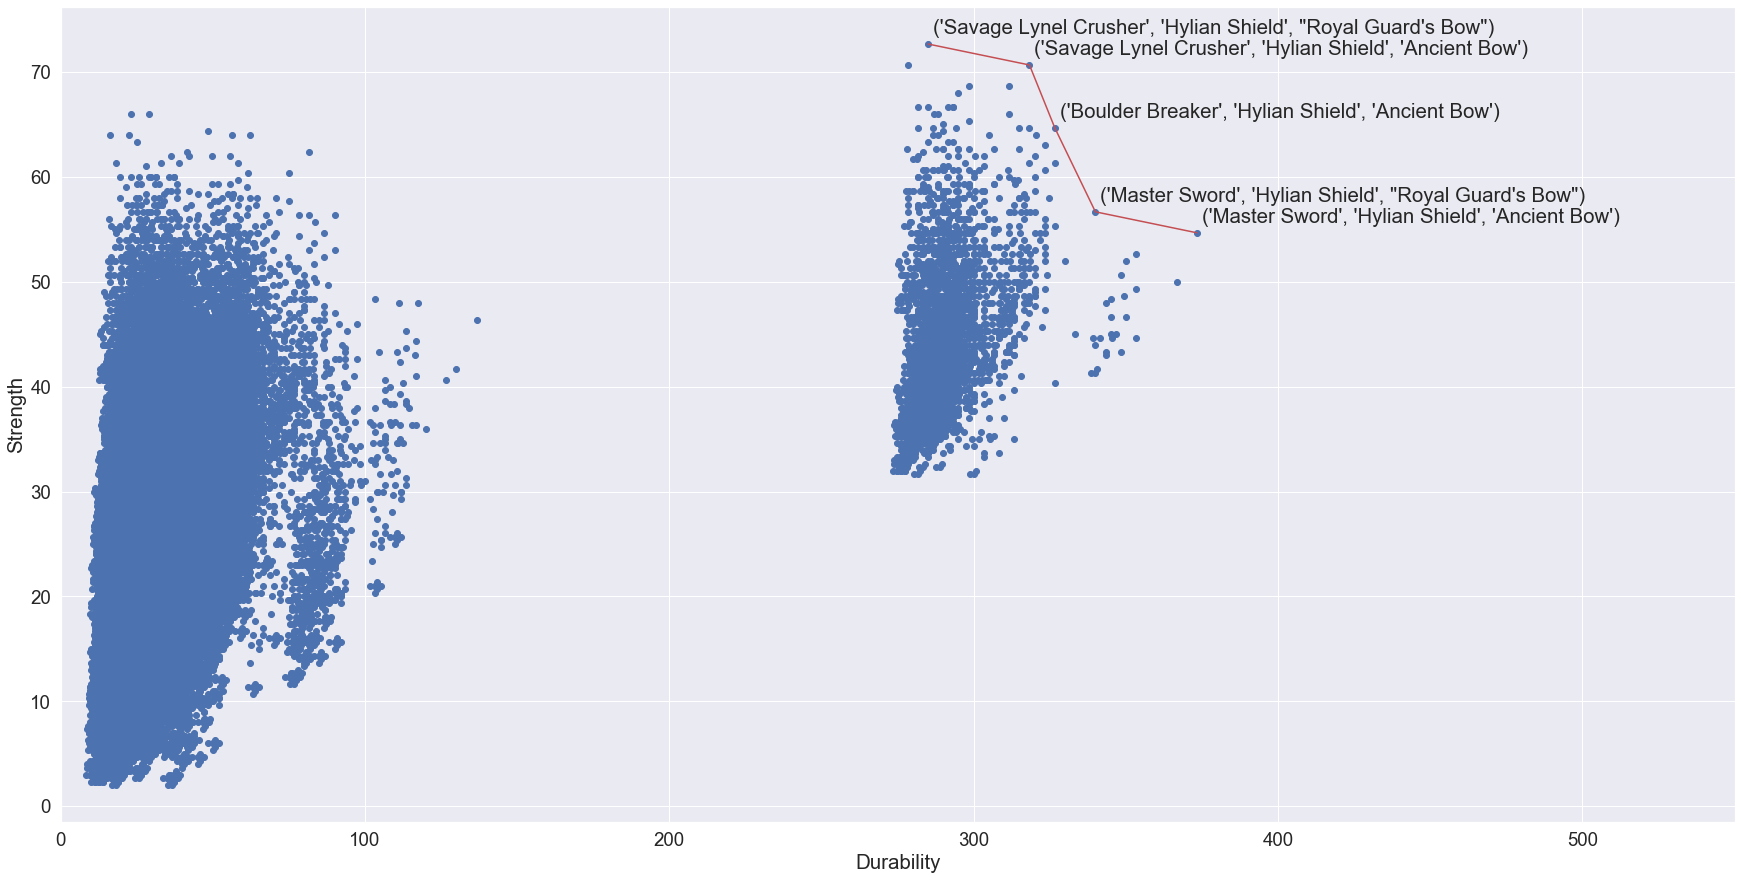 ('Savage Lynel Crusher', 'Hylian Shield', "Royal Guard's Bow")
('Savage Lynel Crusher', 'Hylian Shield', 'Ancient Bow')
('Boulder Breaker', 'Hylian Shield', 'Ancient Bow')
('Master Sword', 'Hylian Shield', "Royal Guard's Bow")
('Master Sword', 'Hylian Shield', 'Ancient Bow')
70
60
50
40
30
20
10
0
Strength
0 100 200 300 400 500
Durability